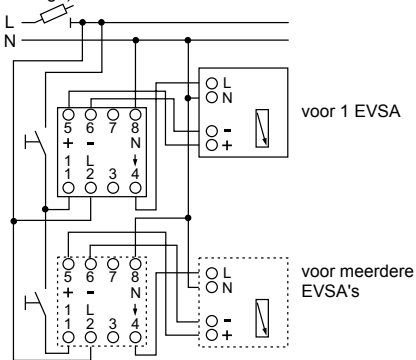 L
N
5 6 7 8
+ - N
1 L
1 2 3 4
L
N
-
+
voor 1 EVSA
5 6 7 8
+ - N
1 L
1 2 3 4
L
N
-
+
voor meerdere
EVSA's